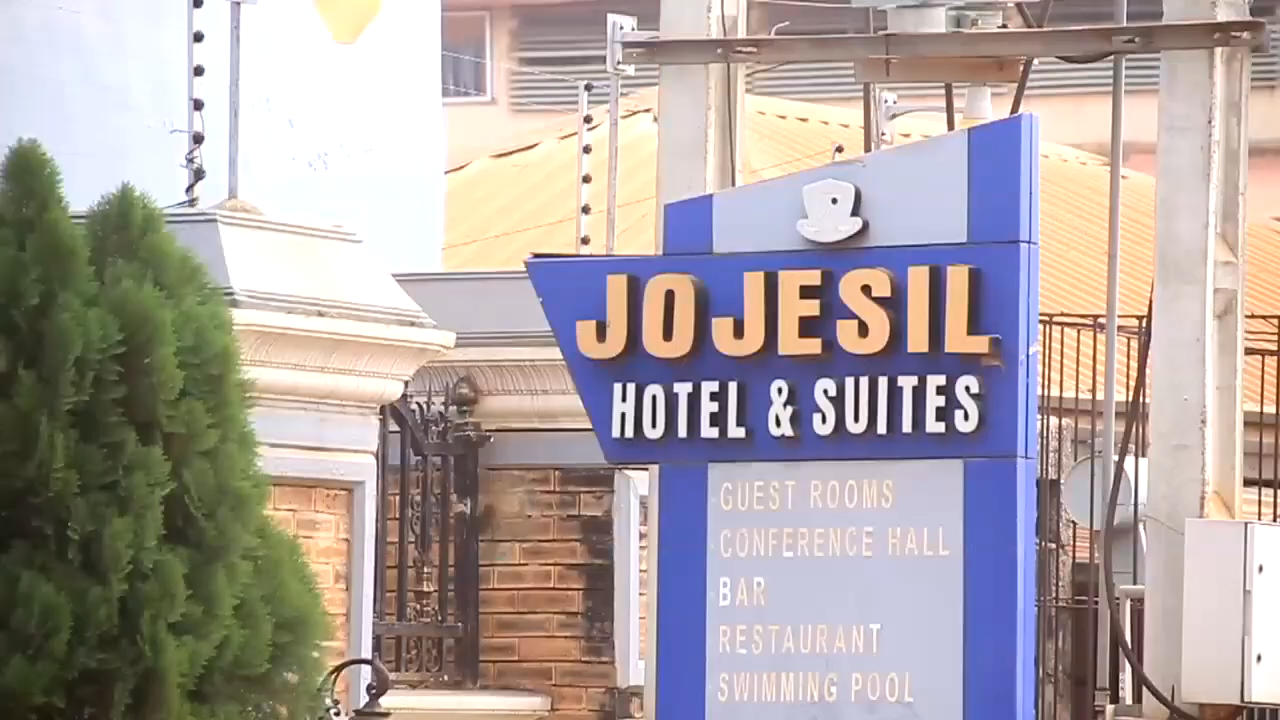 JOJESIL
HOTEL & SUITES
GUEST ROOMS
CONFERENCE HALL
BAR
RESTAURANT
SWIMMING POOL